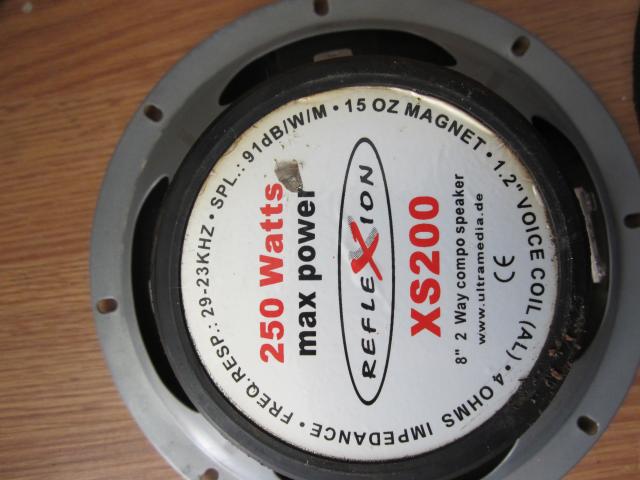 250 Watts
max power
REFLEXION
XS200
8" 2 Way compo speaker
www.ultramedia.de
CE
FREQ.RESP.: 29-23KHZ • SPL.: 91dB/W/M • 15 OZ MAGNET • 1.2" VOICE COIL (AL) • 4 OHMS IMPEDANCE •